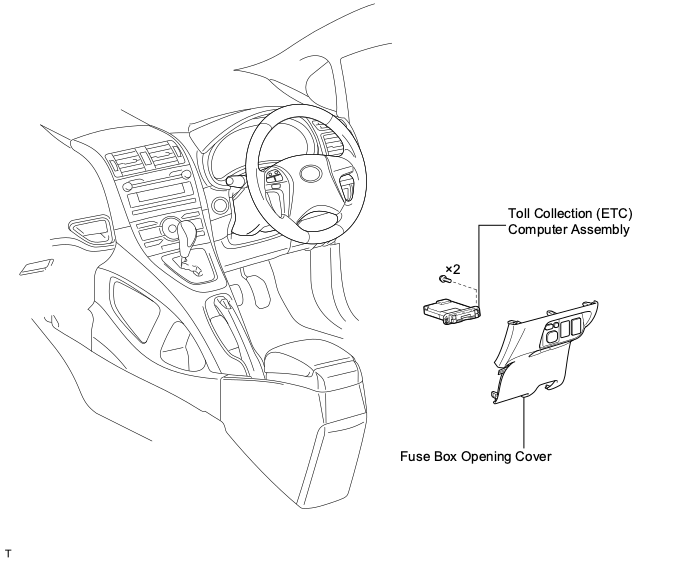 Toll Collection (ETC)
Computer Assembly
×2
Fuse Box Opening Cover
T